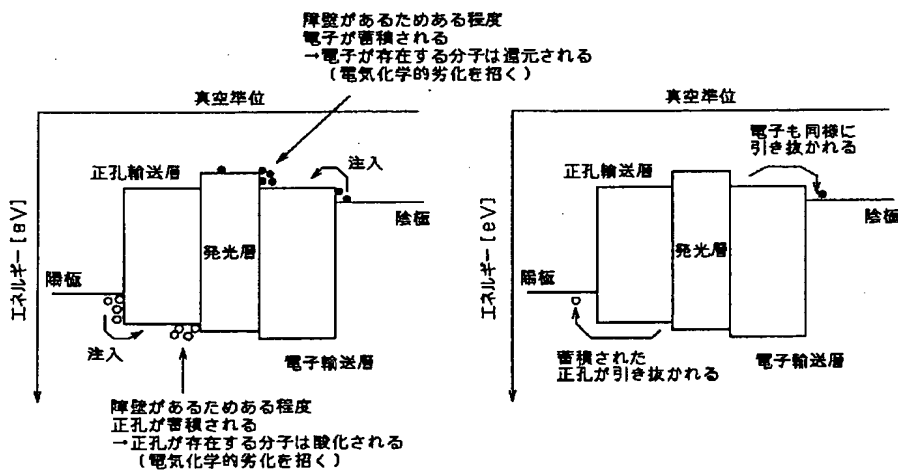 障壁があるためある程度
電子が蓄積される
→電子が存在する分子は還元される
(電気化学的劣化を招く)
真空準位
注入
正孔輸送層
陰極
発光層
エネルギー[eV]
陽極
注入
電子輸送層
障壁があるためある程度
正孔が蓄積される
→正孔が存在する分子は酸化される
(電気化学的劣化を招く)
真空準位
電子も同様に
引き抜かれる
正孔輸送層
陰極
発光層
エネルギー[eV]
陽極
電子輸送層
蓄積された
正孔が引き抜かれる